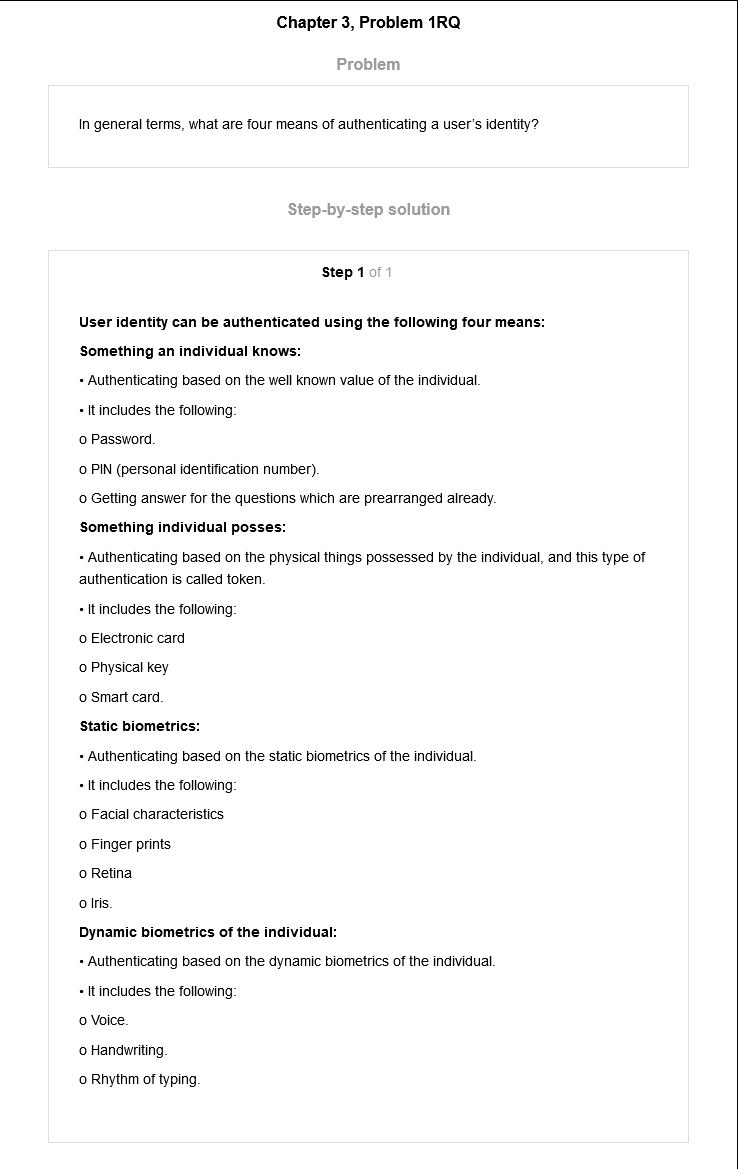 Chapter 3, Problem 1RQ
Problem
In general terms, what are four means of authenticating a user's identity?
Step-by-step solution
Step 1 of 1
User identity can be authenticated using the following four means:
Something an individual knows:
• Authenticating based on the well known value of the individual.
• It includes the following:
o Password.
o PIN (personal identification number).
o Getting answer for the questions which are prearranged already.
Something individual posses:
• Authenticating based on the physical things possessed by the individual, and this type of
authentication is called token.
• It includes the following:
o Electronic card
o Physical key
o Smart card.
Static biometrics:
• Authenticating based on the static biometrics of the individual.
• It includes the following:
o Facial characteristics
o Finger prints
o Retina
o Iris.
Dynamic biometrics of the individual:
• Authenticating based on the dynamic biometrics of the individual.
• It includes the following:
o Voice.
o Handwriting.
o Rhythm of typing.